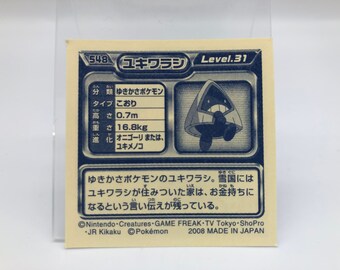 548 ユキワラシ Level.31
分類 ゆきかさポケモン
タイプ こおり
高さ 0.7m
重さ 16.8kg
進化 オニゴーリ または、
ユキメノコ
ゆきかさポケモンのユキワラシ。雪国には
ユキワラシが住みついた家は、お金持ちに
なるという言い伝えが残っている。
©Nintendo・Creatures・GAME FREAK・TV Tokyo・ShoPro
・JR Kikaku ©Pokémon 2008 MADE IN JAPAN